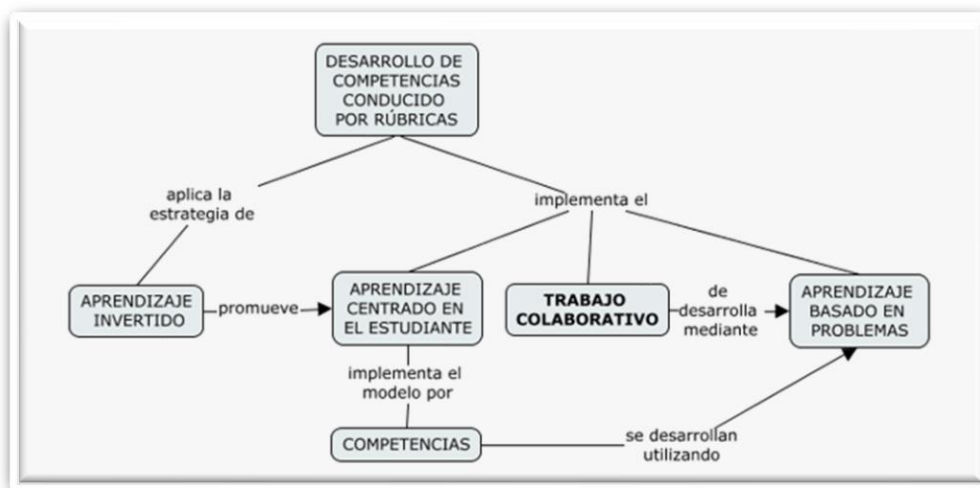 DESARROLLO DE
COMPETENCIAS
CONDUCIDO
POR RÚBRICAS
aplica la
estrategia de
implementa el
APRENDIZAJE
INVERTIDO
promueve
APRENDIZAJE
CENTRADO EN
EL ESTUDIANTE
TRABAJO
COLABORATIVO
de
desarrolla
mediante
APRENDIZAJE
BASADO EN
PROBLEMAS
implementa el
modelo por
COMPETENCIAS
se desarrollan
utilizando